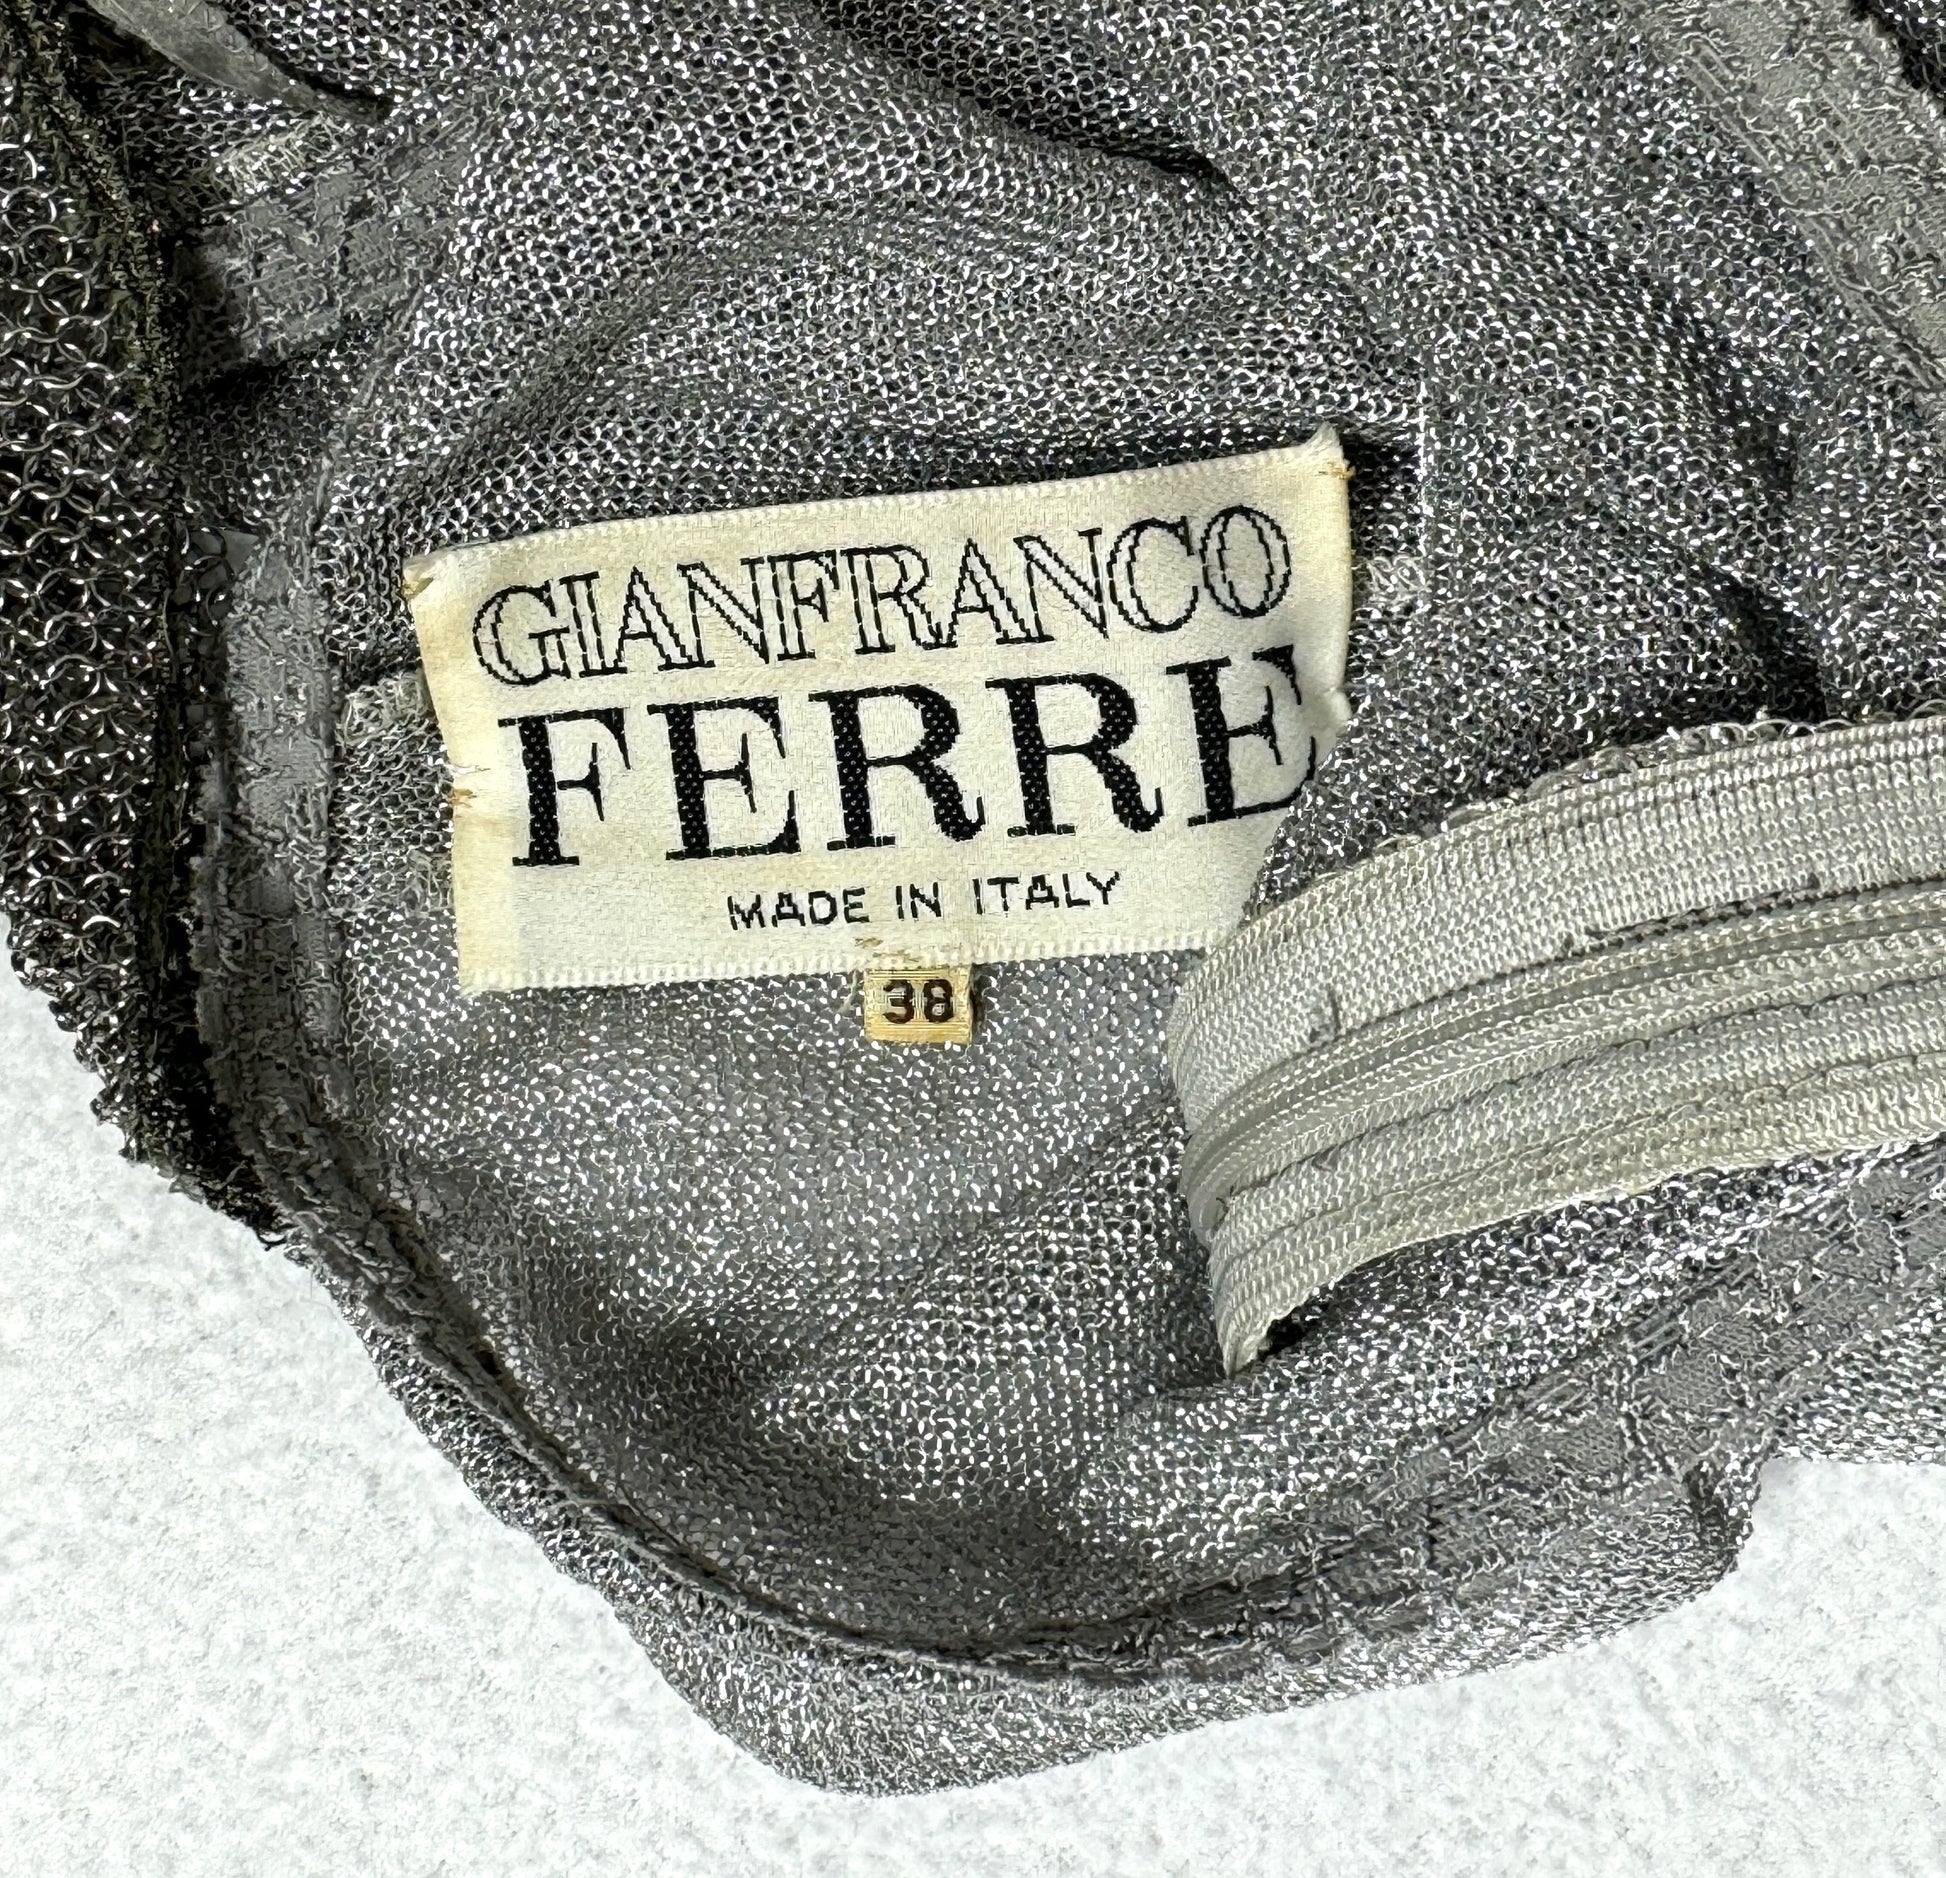 GIANFRANCO
FERRE
MADE IN ITALY
38